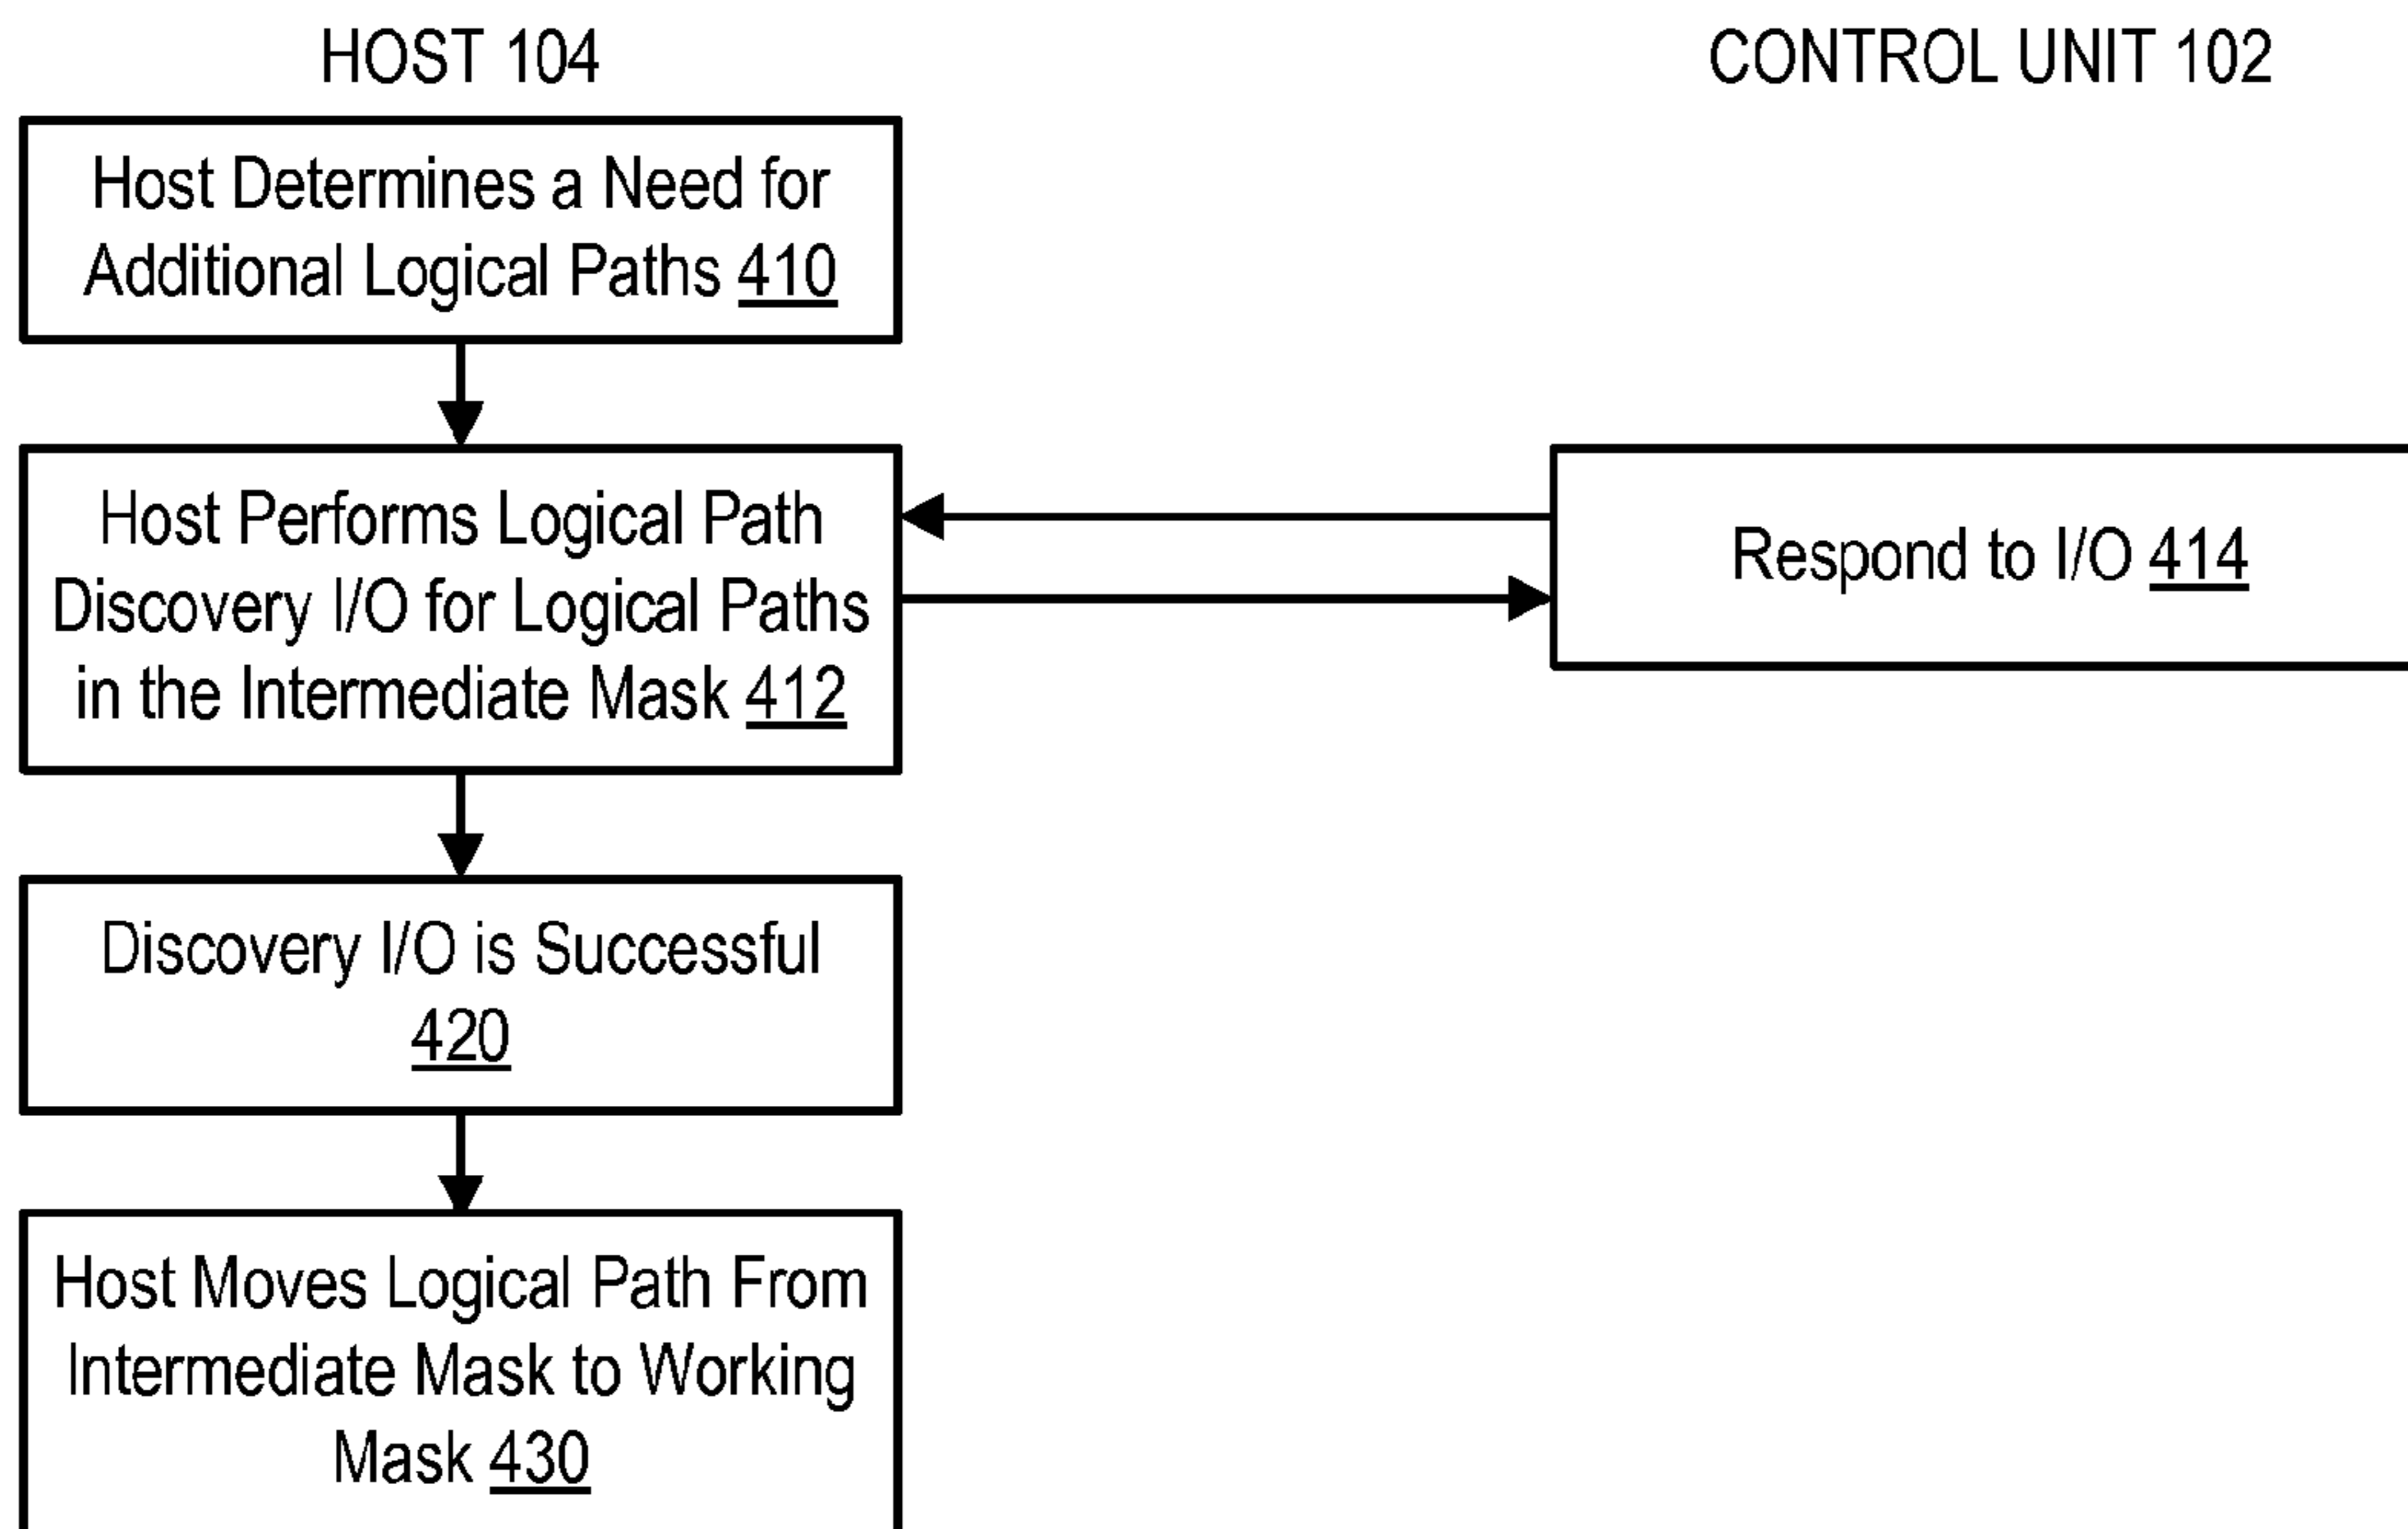 HOST 104
CONTROL UNIT 102
Host Determines a Need for
Additional Logical Paths 410
Host Performs Logical Path
Discovery I/O for Logical Paths
in the Intermediate Mask 412
Respond to I/O 414
Discovery I/O is Successful
420
Host Moves Logical Path From
Intermediate Mask to Working
Mask 430